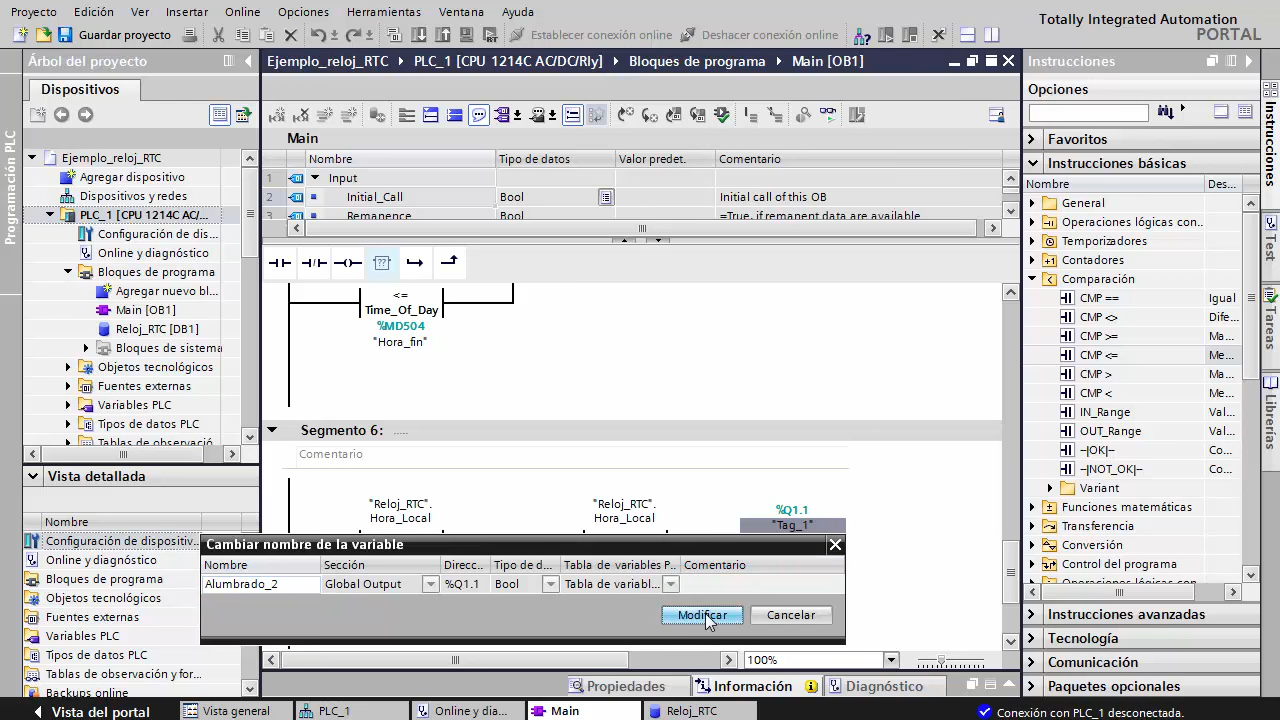 Proyecto Edición Ver Insertar Online Opciones Herramientas Ventana Ayuda
Totally Integrated Automation
PORTAL
Guardar proyecto Establecer conexión online Deshacer conexión online
Árbol del proyecto
Dispositivos
Programación PLC
Ejemplo_reloj_RTC
Agregar dispositivo
Dispositivos y redes
PLC_1 [CPU 1214C AC/...
Configuración de dis...
Online y diagnóstico
Bloques de programa
Agregar nuevo bl...
Main [OB1]
Reloj_RTC [DB1]
Bloques de sistema
Objetos tecnológicos
Fuentes externas
Variables PLC
Tipos de datos PLC
Tablas de observació
Vista detallada
Nombre
Configuración de dispositiv...
Online y diagnóstico
Bloques de programa
Objetos tecnológicos
Fuentes externas
Variables PLC
Tipos de datos PLC
Tablas de observación y for...
Backups online
Ejemplo_reloj_RTC PLC_1 [CPU 1214C AC/DC/Rly] Bloques de programa Main [OB1]
Main
Nombre Tipo de datos Valor predet. Comentario
1 Input
2 Initial_Call Bool Initial call of this OB
3 Remanence Bool =True, if remanent data are available
<=
Time_Of_Day
%MD504
"Hora_fin"
Segmento 6: .....
Comentario
"Reloj_RTC". "Reloj_RTC". %Q1.1
Hora_Local Hora_Local "Tag_1"
Cambiar nombre de la variable
Nombre Sección Direcc... Tipo de d... Tabla de variables P.. Comentario
Alumbrado_2 Global Output %Q1.1 Bool Tabla de variabl...
Modificar Cancelar
100%
Propiedades Información Diagnóstico
Instrucciones
Opciones
Favoritos
Instrucciones básicas
Nombre Des...
General
Operaciones lógicas con..
Temporizadores
Contadores
Comparación
CMP == Igual
CMP <> Dife...
CMP >= Ma...
CMP <= Me...
CMP > Ma...
CMP < Me...
IN_Range Val...
OUT_Range Val...
-|OK|- Co...
-|NOT_OK|- Co...
Variant
Funciones matemáticas
Transferencia
Conversión
Control del programa
Operaciones lógicas con
Instrucciones avanzadas
Tecnología
Comunicación
Paquetes opcionales
Instrucciones
Test
Tareas
Librerías
Vista del portal Vista general PLC_1 Online y dia... Main Reloj_RTC Conexión con PLC_1 desconectada.